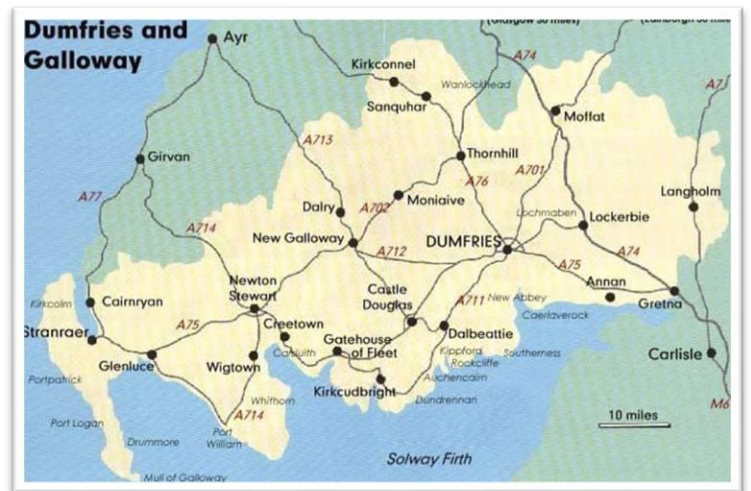 Dumfries and
Galloway
Ayr
(Glasgow 50 miles)
A74
A7
Kirkconnel
Wanlockhead
Sanquhar
Moffat
A713
Girvan
Thornhill
A77
A76
A701
Langholm
A702
Moniaive
Dalry
Lochmaben
Lockerbie
A714
New Galloway
A712
DUMFRIES
A74
A75
Newton
Stewart
Castle
Douglas
Annan
Kirkcolm
Cairnryan
A711
New Abbey
Gretna
Caerlaverock
Stranraer
A75
Creetown
Gatehouse
of Fleet
Dalbeattie
Glenluce
Wigtown
Carsluith
Kippford
Rockcliffe
Southerness
Carlisle
Portpatrick
Kirkcudbright
Auchencairn
Dundrennan
Whithorn
M6
A714
10 miles
Port Logan
Port
William
Drummore
Solway Firth
Mull of Galloway